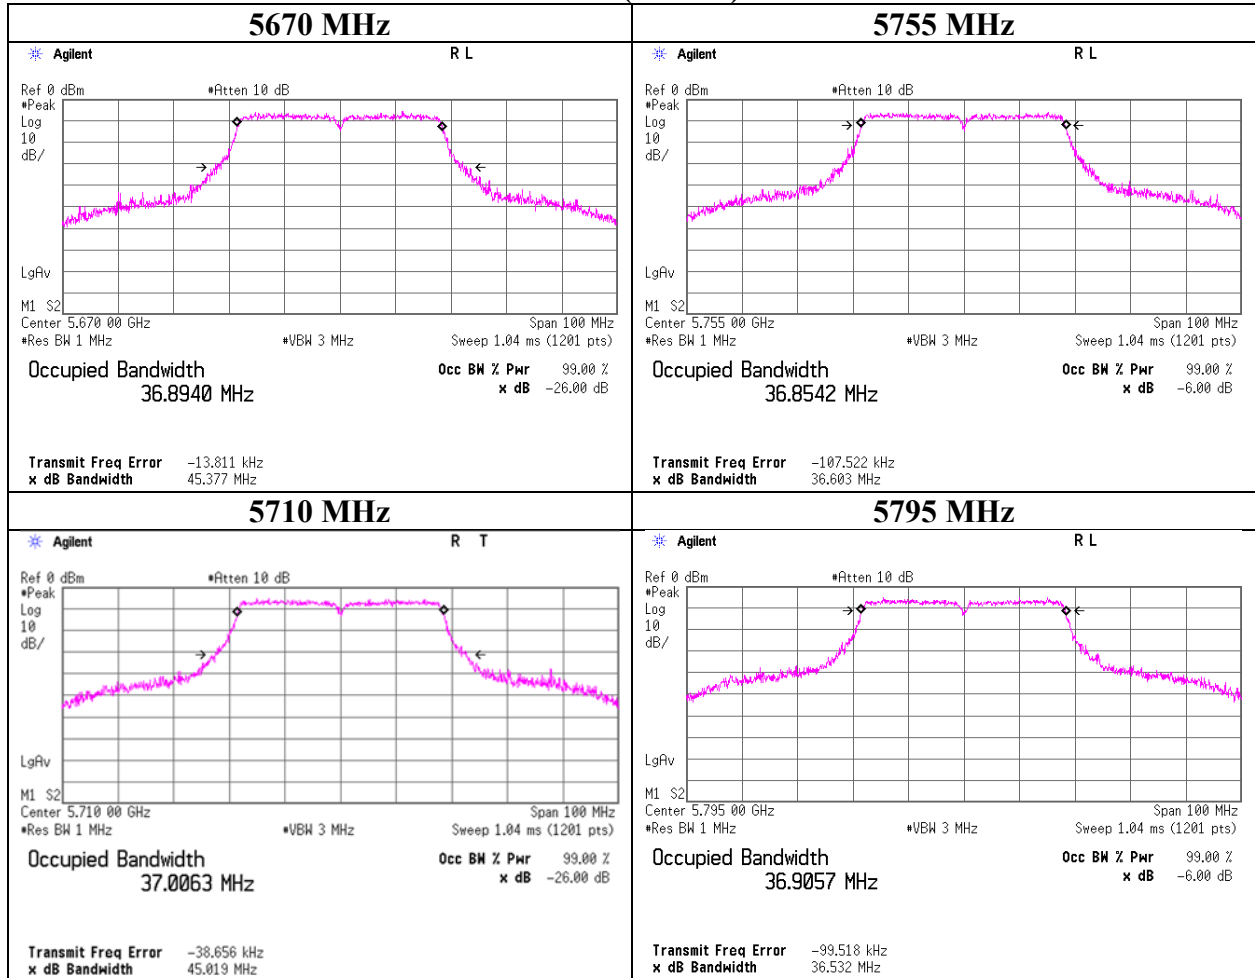 5670 MHz
Agilent R L
Ref 0 dBm #Atten 10 dB
#Peak
Log
10
dB/
LgAv
M1 S2
Center 5.670 00 GHz Span 100 MHz
#Res BW 1 MHz #VBW 3 MHz Sweep 1.04 ms (1201 pts)
Occupied Bandwidth Occ BW % Pwr 99.00 %
36.8940 MHz x dB -26.00 dB
Transmit Freq Error -13.811 kHz
x dB Bandwidth 45.377 MHz
5755 MHz
Agilent R L
Ref 0 dBm #Atten 10 dB
#Peak
Log
10
dB/
LgAv
M1 S2
Center 5.755 00 GHz Span 100 MHz
#Res BW 1 MHz #VBW 3 MHz Sweep 1.04 ms (1201 pts)
Occupied Bandwidth Occ BW % Pwr 99.00 %
36.8542 MHz x dB -6.00 dB
Transmit Freq Error -107.522 kHz
x dB Bandwidth 36.603 MHz
5710 MHz
Agilent R T
Ref 0 dBm #Atten 10 dB
#Peak
Log
10
dB/
LgAv
M1 S2
Center 5.710 00 GHz Span 100 MHz
#Res BW 1 MHz #VBW 3 MHz Sweep 1.04 ms (1201 pts)
Occupied Bandwidth Occ BW % Pwr 99.00 %
37.0063 MHz x dB -26.00 dB
Transmit Freq Error -38.656 kHz
x dB Bandwidth 45.019 MHz
5795 MHz
Agilent R L
Ref 0 dBm #Atten 10 dB
#Peak
Log
10
dB/
LgAv
M1 S2
Center 5.795 00 GHz Span 100 MHz
#Res BW 1 MHz #VBW 3 MHz Sweep 1.04 ms (1201 pts)
Occupied Bandwidth Occ BW % Pwr 99.00 %
36.9057 MHz x dB -6.00 dB
Transmit Freq Error -99.518 kHz
x dB Bandwidth 36.532 MHz